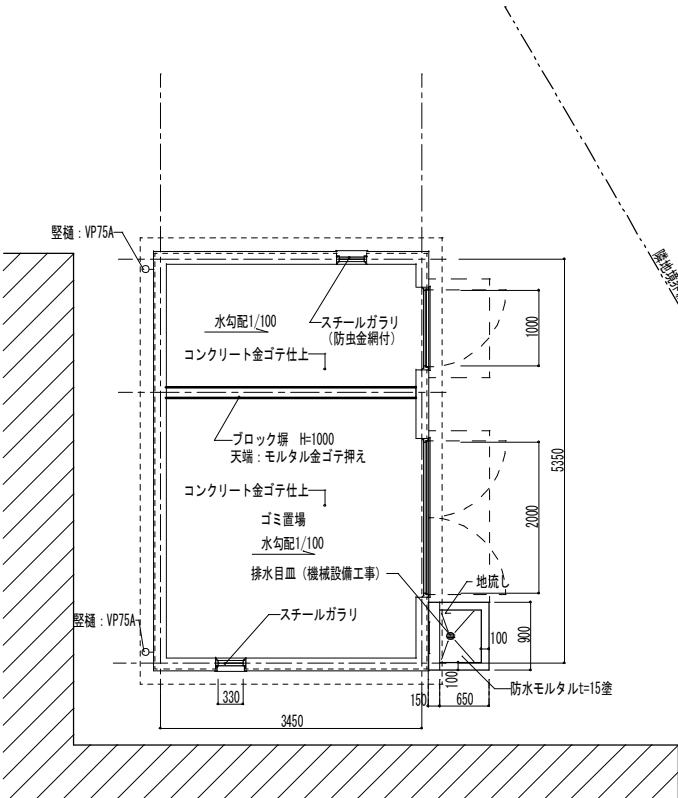 隣地境界
竪樋：VP75A
水勾配1/100
スチールガラリ
（防虫金網付）
コンクリート金ゴテ仕上
1000
ブロック塀　H=1000
天端：モルタル金ゴテ押え
5350
コンクリート金ゴテ仕上
ゴミ置場
水勾配1/100
2000
排水目皿（機械設備工事）
地流し
竪樋：VP75A
スチールガラリ
100
900
100
防水モルタルt=15塗
330
150
650
3450